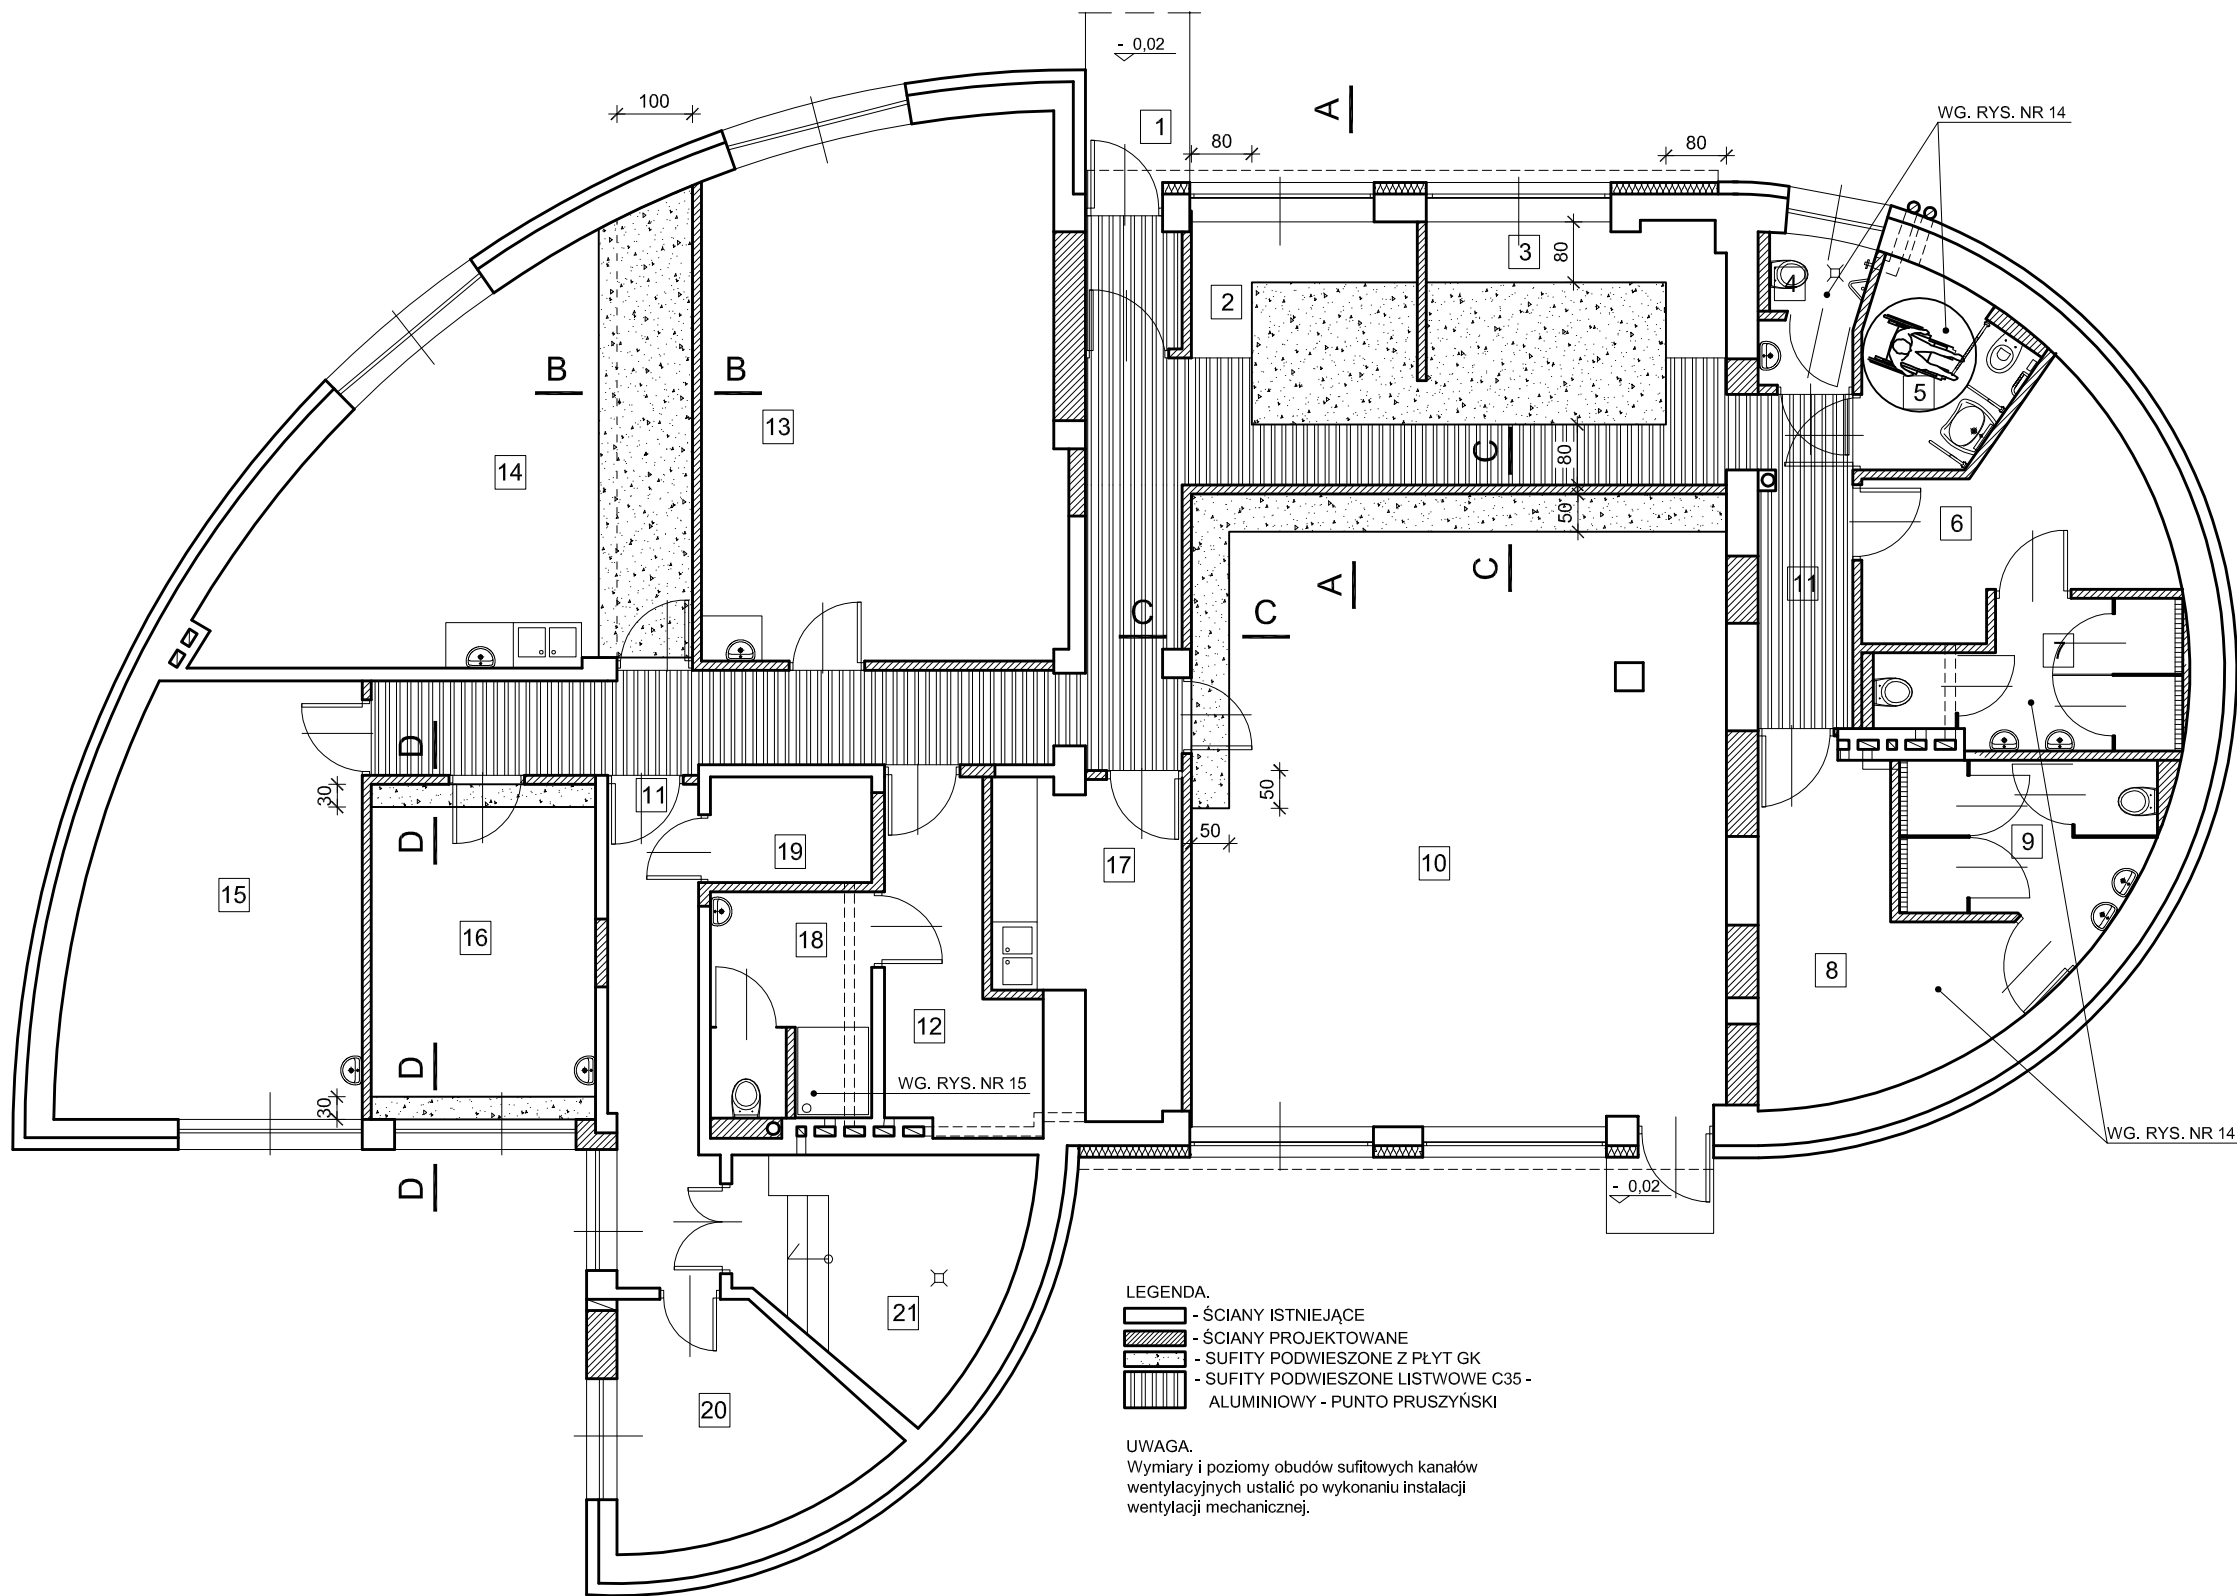 - 0,02
100
1
A
WG. RYS. NR 14
80
80
3
80
4
2
B
B
5
13
C
80
14
50
6
C
A
11
C
C
7
D
30
50
11
D
19
50
10
9
17
15
16
18
8
12
D
WG. RYS. NR 15
30
WG. RYS. NR 14
D
- 0,02
21
20
LEGENDA.
- ŚCIANY ISTNIEJĄCE
- ŚCIANY PROJEKTOWANE
- SUFITY PODWIESZONE Z PŁYT GK
- SUFITY PODWIESZONE LISTWOWE C35 -
ALUMINIOWY - PUNTO PRUSZYŃSKI
UWAGA.
Wymiary i poziomy obudów sufitowych kanałów
wentylacyjnych ustalić po wykonaniu instalacji
wentylacji mechanicznej.